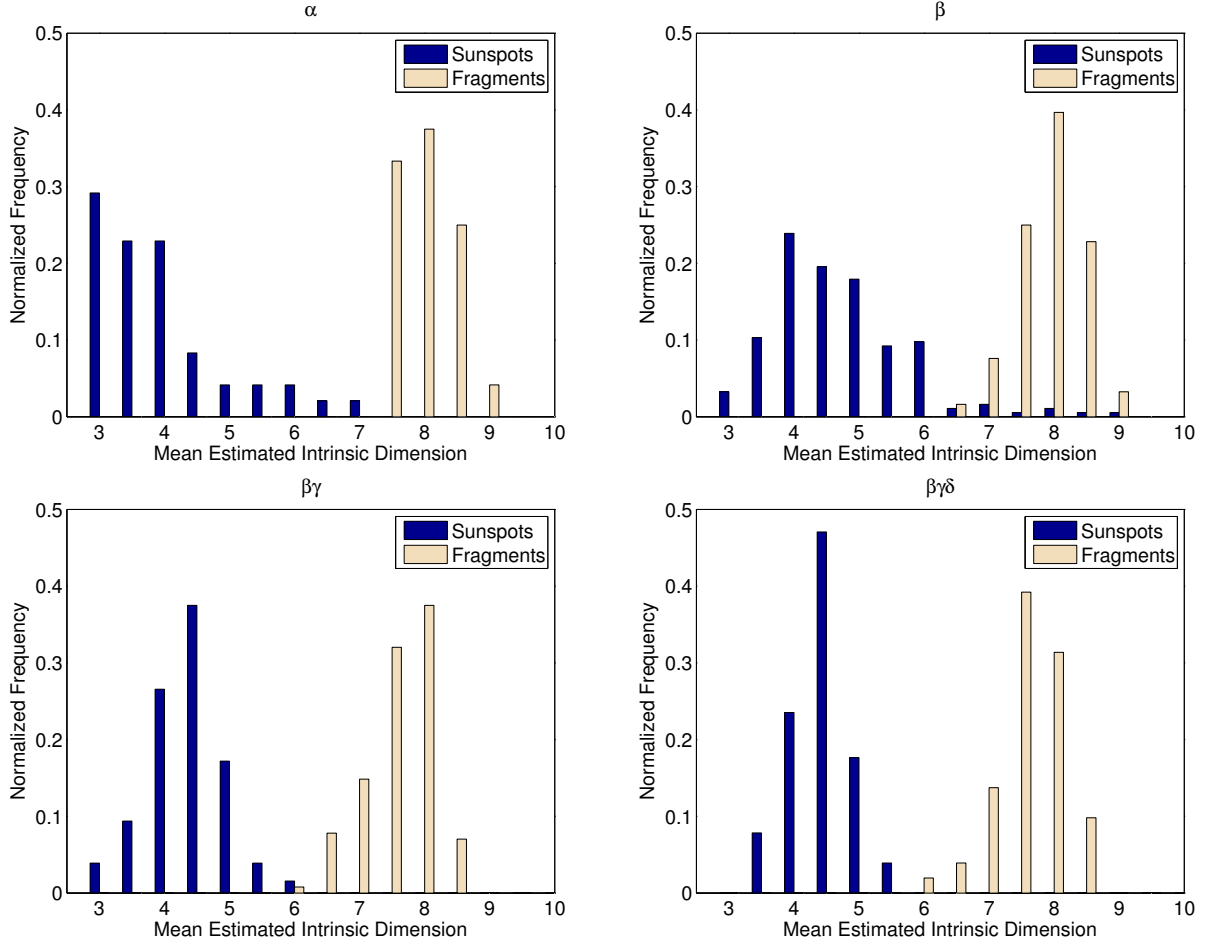 α
0.5
0.4
0.3
0.2
0.1
0
Normalized Frequency
Sunspots
Fragments
3 4 5 6 7 8 9 10
Mean Estimated Intrinsic Dimension
β
0.5
0.4
0.3
0.2
0.1
0
Normalized Frequency
Sunspots
Fragments
3 4 5 6 7 8 9 10
Mean Estimated Intrinsic Dimension
βγ
0.5
0.4
0.3
0.2
0.1
0
Normalized Frequency
Sunspots
Fragments
3 4 5 6 7 8 9 10
Mean Estimated Intrinsic Dimension
βγδ
0.5
0.4
0.3
0.2
0.1
0
Normalized Frequency
Sunspots
Fragments
3 4 5 6 7 8 9 10
Mean Estimated Intrinsic Dimension